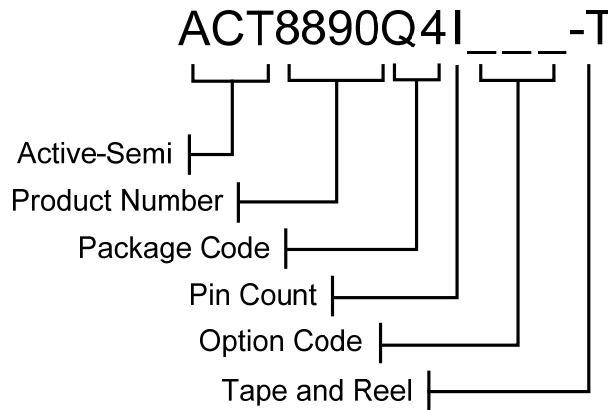 ACT8890Q4I_ _ _-T
Active-Semi
Product Number
Package Code
Pin Count
Option Code
Tape and Reel